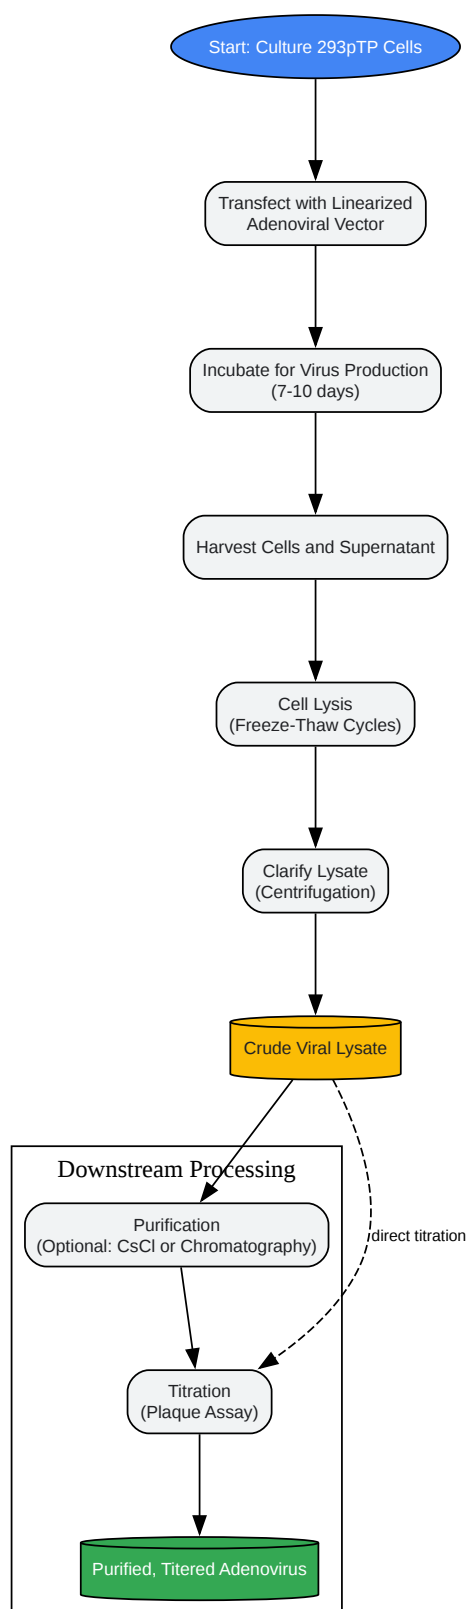 Start: Culture 293pTP Cells
Transfect with Linearized
Adenoviral Vector
Incubate for Virus Production
(7-10 days)
Harvest Cells and Supernatant
Cell Lysis
(Freeze-Thaw Cycles)
Clarify Lysate
(Centrifugation)
Crude Viral Lysate
Downstream Processing
Purification
(Optional: CsCl or Chromatography)
direct titration
Titration
(Plaque Assay)
Purified, Titered Adenovirus